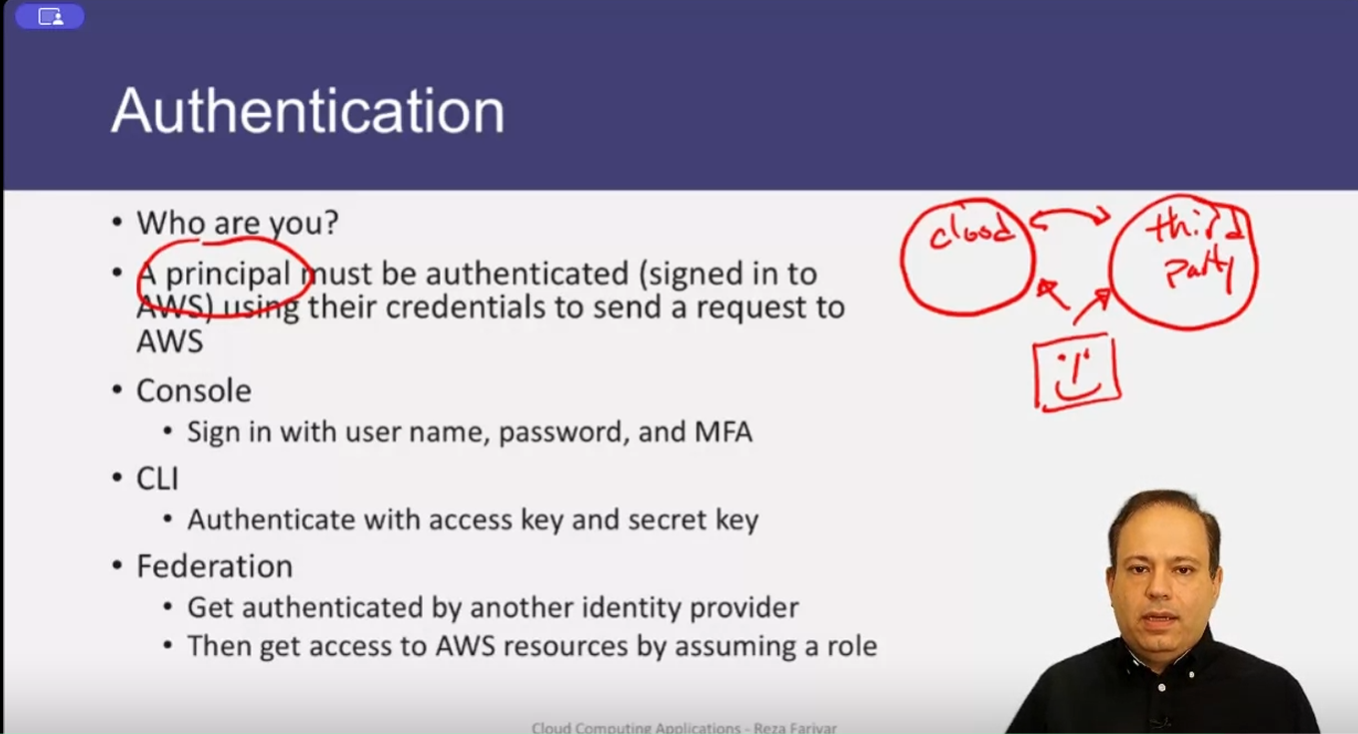 Authentication
• Who are you?
• A principal must be authenticated (signed in to
AWS) using their credentials to send a request to
AWS
• Console
• Sign in with user name, password, and MFA
• CLI
• Authenticate with access key and secret key
• Federation
• Get authenticated by another identity provider
• Then get access to AWS resources by assuming a role
cloud
third
party
Cloud Computing Applications - Reza Farivar